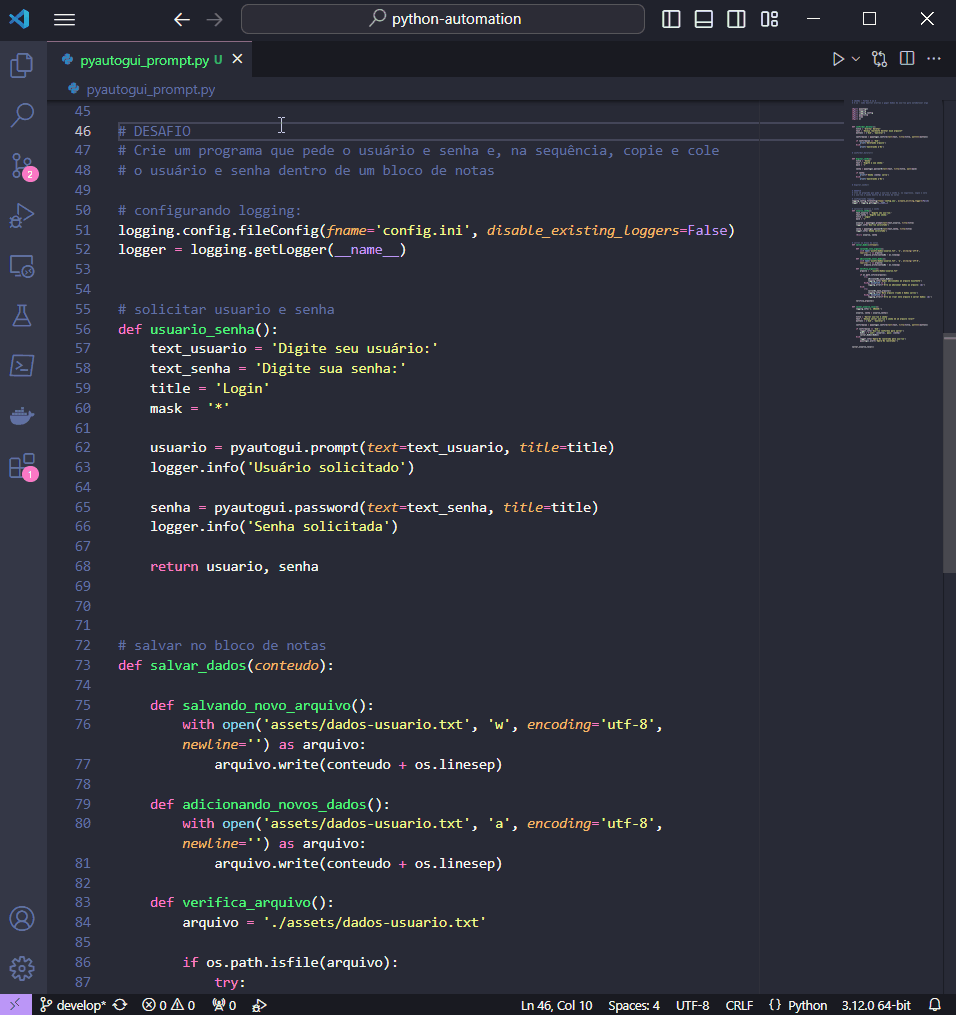 python-automation
pyautogui_prompt.py U
pyautogui_prompt.py
45
46 # DESAFIO
47 # Crie um programa que pede o usuário e senha e, na sequência, copie e cole
48 # o usuário e senha dentro de um bloco de notas
49
50 # configurando logging:
51 logging.config.fileConfig(fname='config.ini', disable_existing_loggers=False)
52 logger = logging.getLogger(__name__)
53
54
55 # solicitar usuario e senha
56 def usuario_senha():
57 text_usuario = 'Digite seu usuário:'
58 text_senha = 'Digite sua senha:'
59 title = 'Login'
60 mask = '*'
61
62 usuario = pyautogui.prompt(text=text_usuario, title=title)
63 logger.info('Usuário solicitado')
64
65 senha = pyautogui.password(text=text_senha, title=title)
66 logger.info('Senha solicitada')
67
68 return usuario, senha
69
70
71
72 # salvar no bloco de notas
73 def salvar_dados(conteudo):
74
75 def salvando_novo_arquivo():
76 with open('assets/dados-usuario.txt', 'w', encoding='utf-8',
newline='') as arquivo:
77 arquivo.write(conteudo + os.linesep)
78
79 def adicionando_novos_dados():
80 with open('assets/dados-usuario.txt', 'a', encoding='utf-8',
newline='') as arquivo:
81 arquivo.write(conteudo + os.linesep)
82
83 def verifica_arquivo():
84 arquivo = './assets/dados-usuario.txt'
85
86 if os.path.isfile(arquivo):
87 try:
2
1
develop* 0 0 0 Ln 46, Col 10 Spaces: 4 UTF-8 CRLF {} Python 3.12.0 64-bit